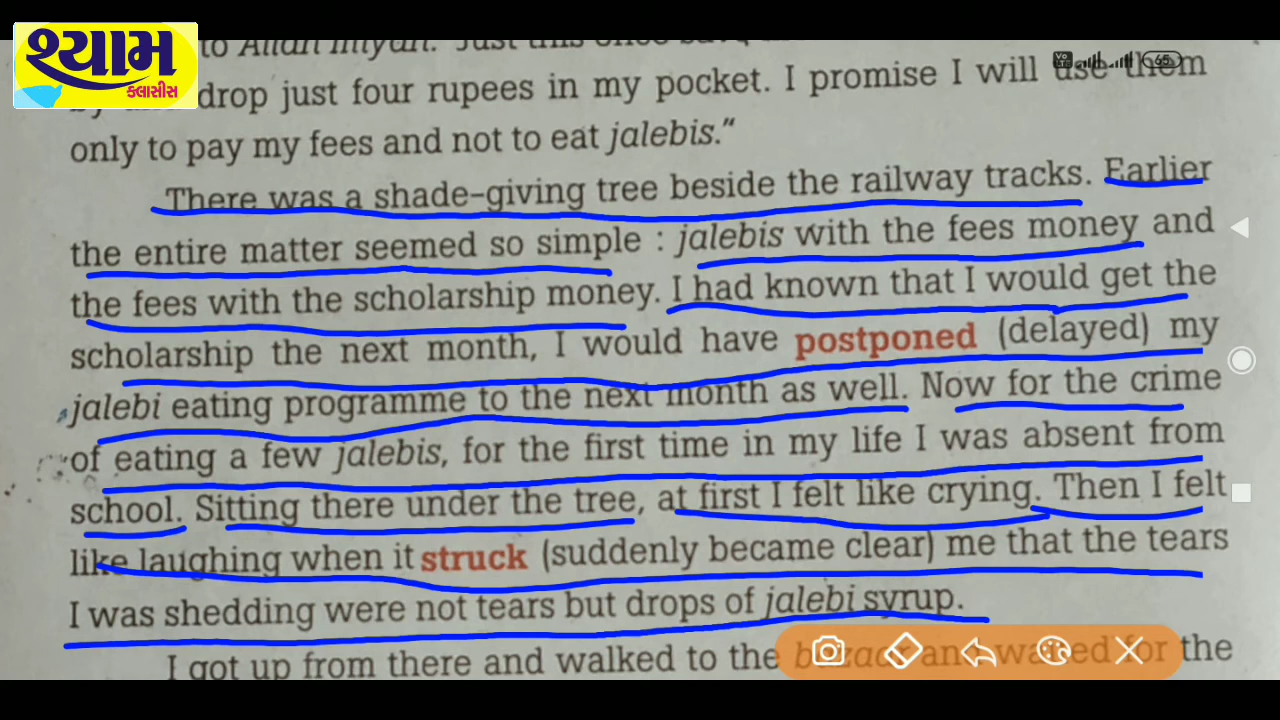 શ્યામ
ક્લાસીસ
to Allah miyan. "Just this once
65
drop just four rupees in my pocket. I promise I will use them
only to pay my fees and not to eat jalebis."
There was a shade-giving tree beside the railway tracks. Earlier
the entire matter seemed so simple : jalebis with the fees money and
the fees with the scholarship money. I had known that I would get the
scholarship the next month, I would have postponed (delayed) my
jalebi eating programme to the next month as well. Now for the crime
of eating a few jalebis, for the first time in my life I was absent from
school. Sitting there under the tree, at first I felt like crying. Then I felt
like laughing when it struck (suddenly became clear) me that the tears
I was shedding were not tears but drops of jalebi syrup.
I got up from there and walked to the bazaar and waited for the